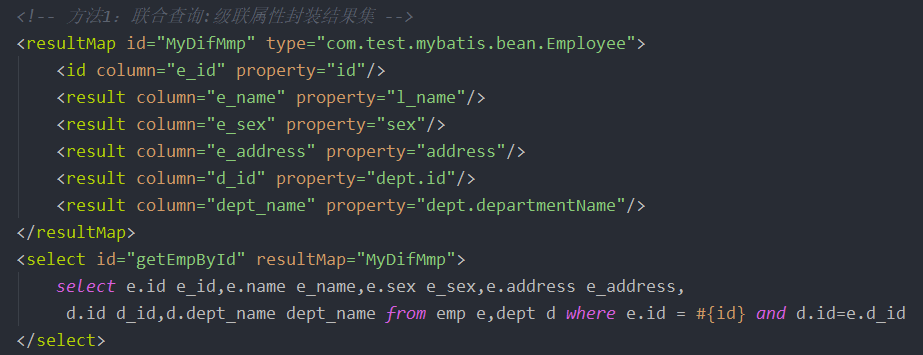 <!-- 方法1：联合查询:级联属性封装结果集 -->
<resultMap id="MyDifMmp" type="com.test.mybatis.bean.Employee">
    <id column="e_id" property="id"/>
    <result column="e_name" property="l_name"/>
    <result column="e_sex" property="sex"/>
    <result column="e_address" property="address"/>
    <result column="d_id" property="dept.id"/>
    <result column="dept_name" property="dept.departmentName"/>
</resultMap>
<select id="getEmpById" resultMap="MyDifMmp">
    select e.id e_id,e.name e_name,e.sex e_sex,e.address e_address,
     d.id d_id,d.dept_name dept_name from emp e,dept d where e.id = #{id} and d.id=e.d_id
</select>